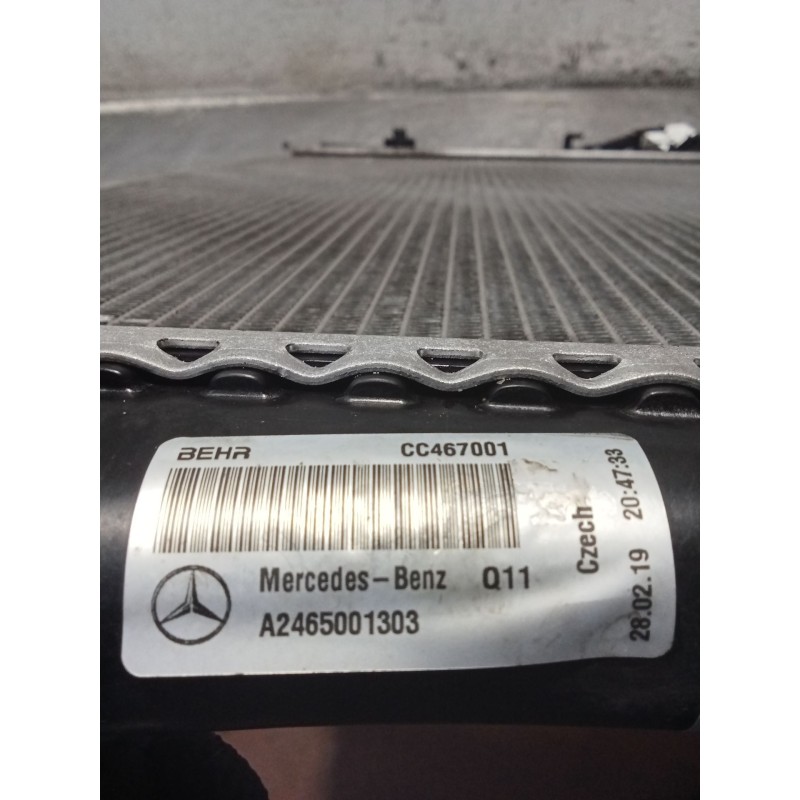 BEHR CC467001
Mercedes-Benz Q11
A2465001303
Czech
28.02.19 20:47:33